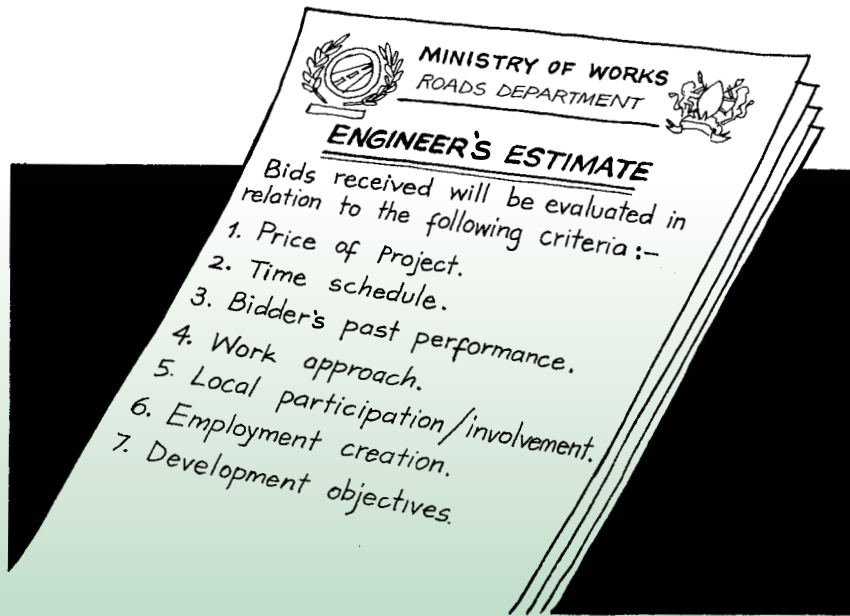 MINISTRY OF WORKS
ROADS DEPARTMENT
ENGINEER'S ESTIMATE
Bids received will be evaluated in
relation to the following criteria :-
1. Price of Project.
2. Time schedule.
3. Bidder's past performance.
4. Work approach.
5. Local participation/involvement.
6. Employment creation.
7. Development objectives.